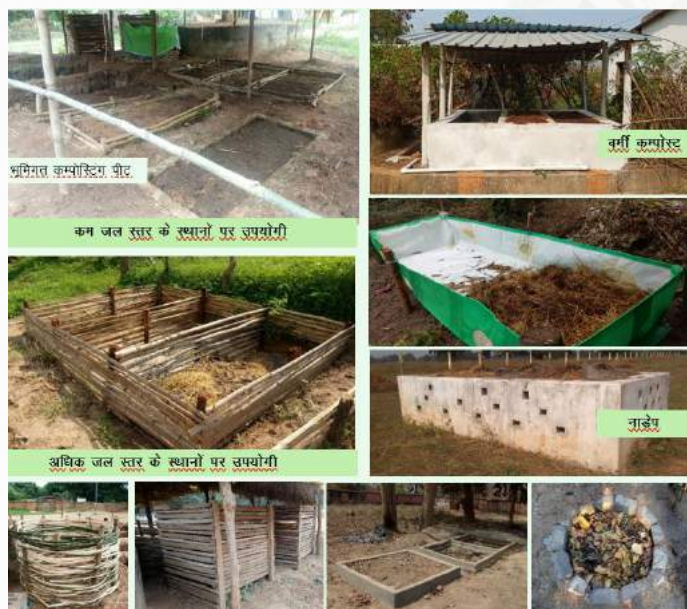 भूमिगत कम्पोस्टिंग पीट
कम जल स्तर के स्थानों पर उपयोगी
वर्मी कम्पोस्ट
अधिक जल स्तर के स्थानों पर उपयोगी
नाडेप